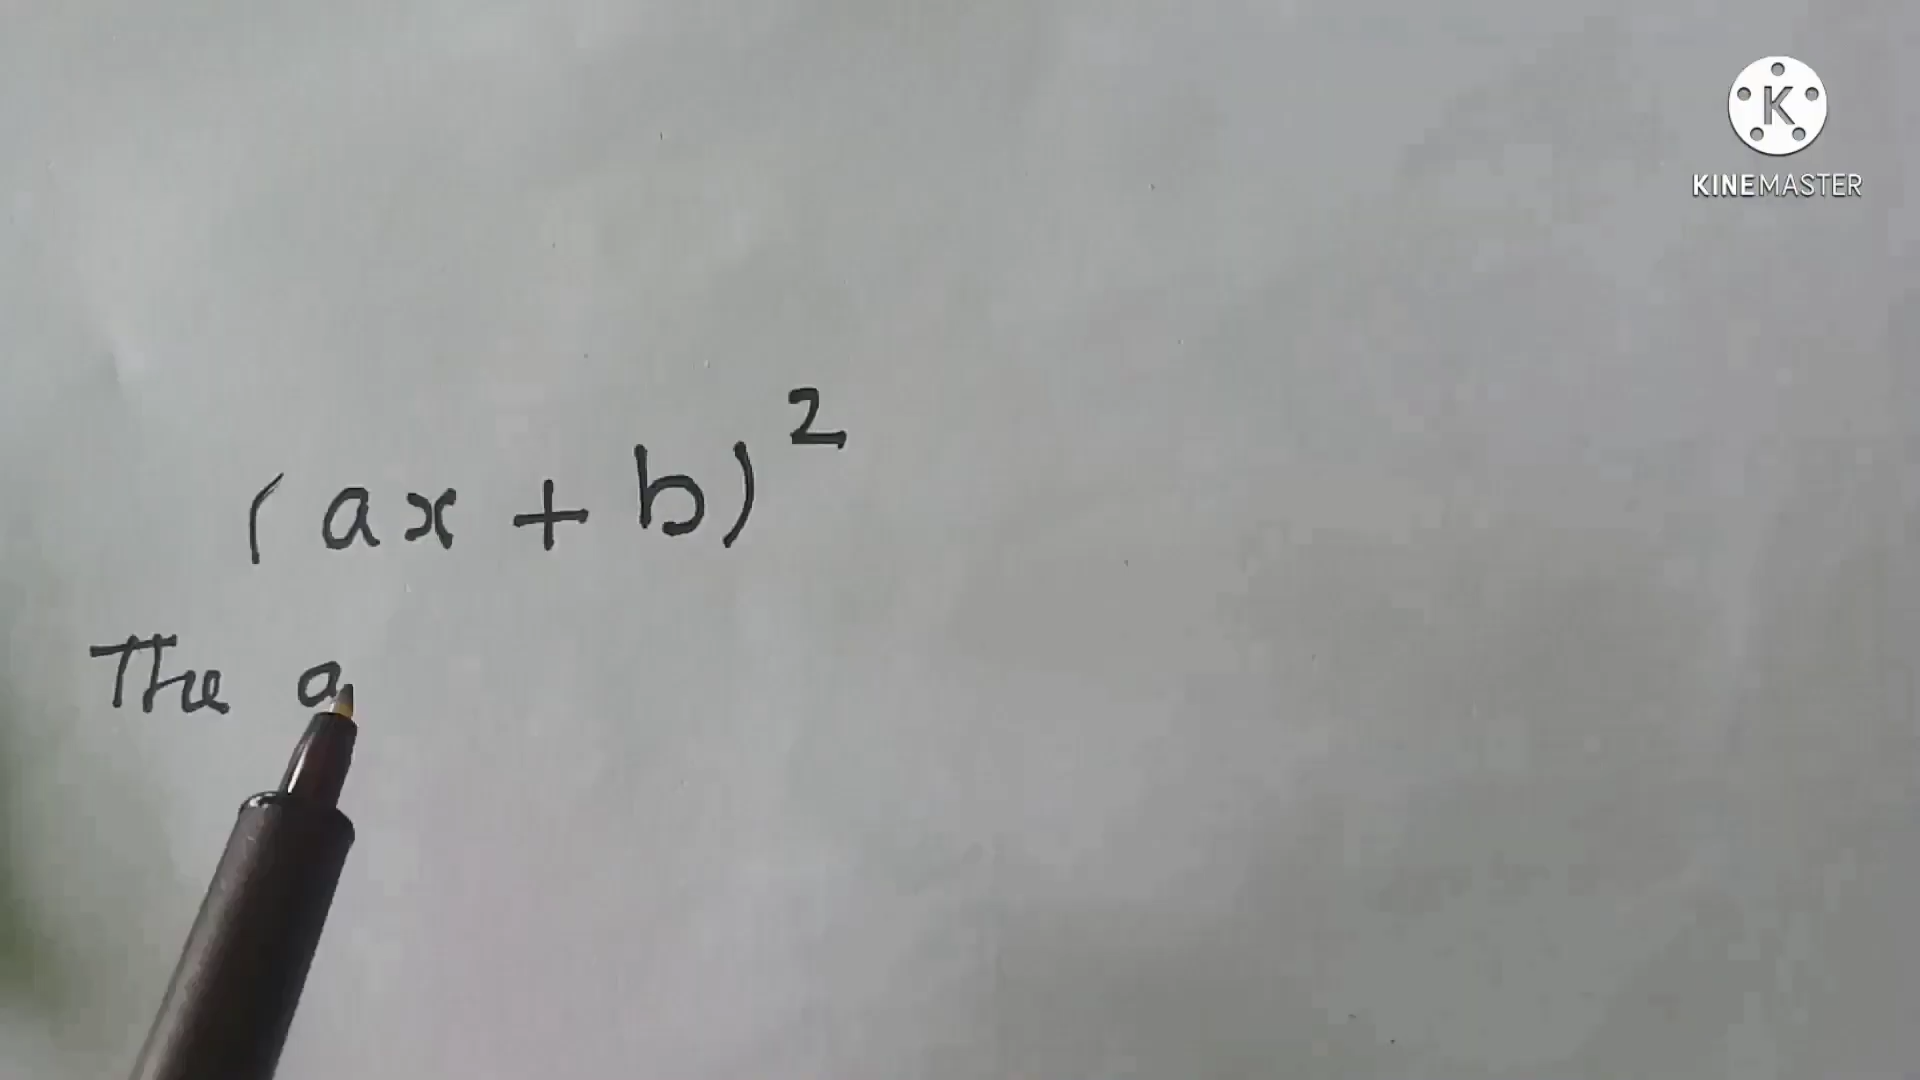 K
KINEMASTER
(ax + b)²
The a